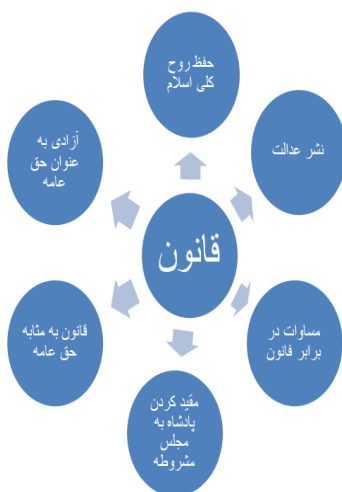 حفظ روح
کلی اسلام
نشر عدالت
مساوات در
برابر قانون
مقید کردن
پادشاه به
مجلس
مشروطه
قانون به مثابه
حق عامه
آزادی به
عنوان حق
عامه
قانون